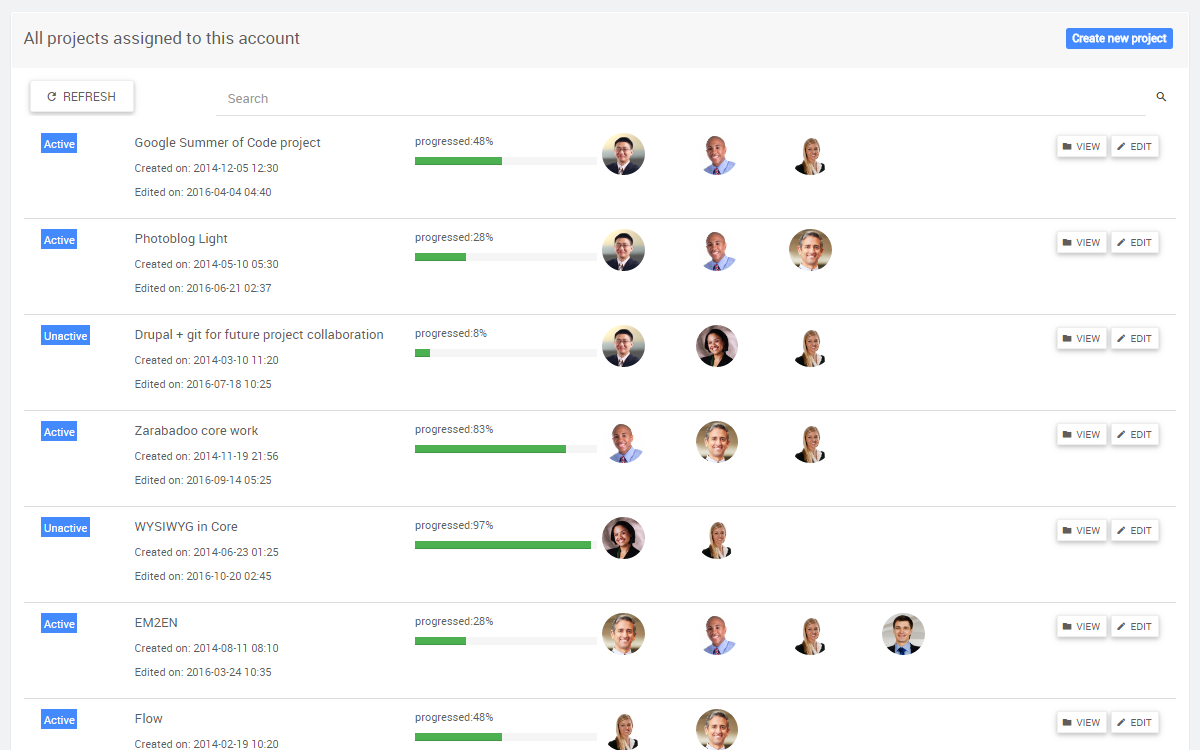 All projects assigned to this account
Create new project
REFRESH
Search
Active
Google Summer of Code project
Created on: 2014-12-05 12:30
Edited on: 2016-04-04 04:40
progressed:48%
VIEW
EDIT
Active
Photoblog Light
Created on: 2014-05-10 05:30
Edited on: 2016-06-21 02:37
progressed:28%
VIEW
EDIT
Unactive
Drupal + git for future project collaboration
Created on: 2014-03-10 11:20
Edited on: 2016-07-18 10:25
progressed:8%
VIEW
EDIT
Active
Zarabadoo core work
Created on: 2014-11-19 21:56
Edited on: 2016-09-14 05:25
progressed:83%
VIEW
EDIT
Unactive
WYSIWYG in Core
Created on: 2014-06-23 01:25
Edited on: 2016-10-20 02:45
progressed:97%
VIEW
EDIT
Active
EM2EN
Created on: 2014-08-11 08:10
Edited on: 2016-03-24 10:35
progressed:28%
VIEW
EDIT
Active
Flow
Created on: 2014-02-19 10:20
progressed:48%
VIEW
EDIT